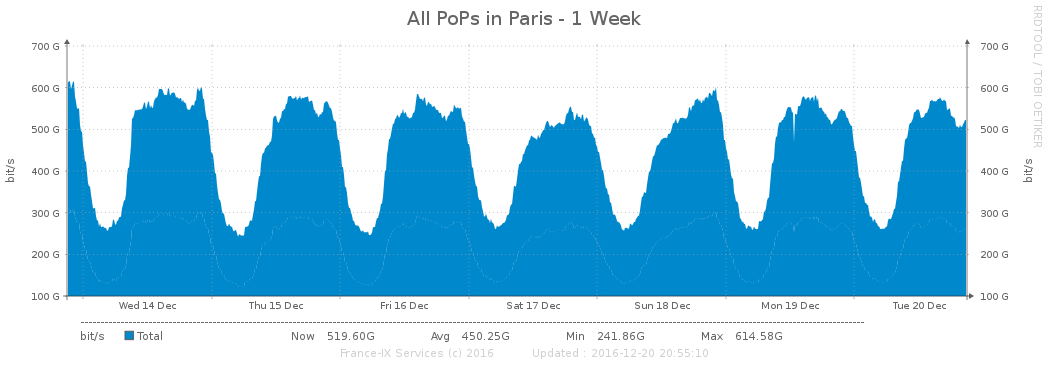 All PoPs in Paris - 1 Week
RRDTOOL / TOBI OETIKER
bit/s
700 G
600 G
500 G
400 G
300 G
200 G
100 G
700 G
600 G
500 G
400 G
300 G
200 G
100 G
bit/s
Wed 14 Dec Thu 15 Dec Fri 16 Dec Sat 17 Dec Sun 18 Dec Mon 19 Dec Tue 20 Dec
bit/s Total Now 519.60G Avg 450.25G Min 241.86G Max 614.58G
France-IX Services (c) 2016 Updated : 2016-12-20 20:55:10